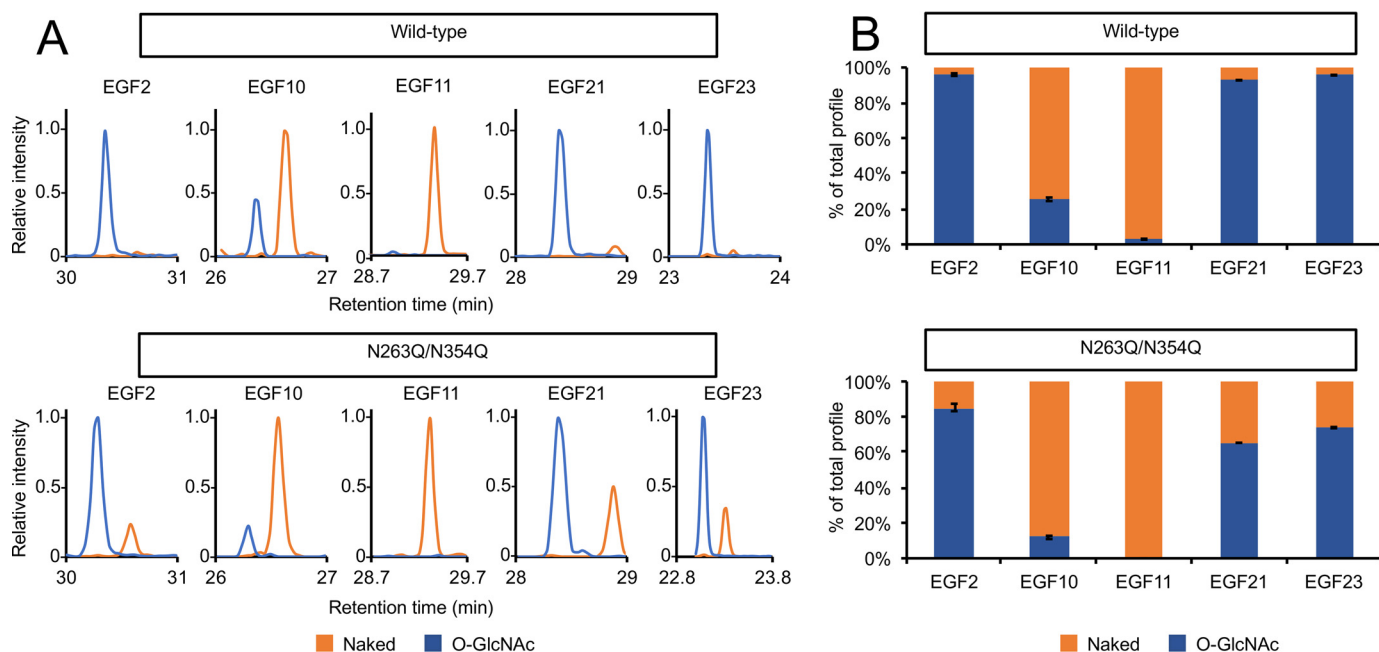 A
Wild-type
EGF2 EGF10 EGF11 EGF21 EGF23
Relative intensity
1.0 1.0 1.0 1.0 1.0
0.5 0.5 0.5 0.5 0.5
0 0 0 0 0
30 31 26 27 28.7 29.7 28 29 23 24
Retention time (min)
N263Q/N354Q
EGF2 EGF10 EGF11 EGF21 EGF23
Relative intensity
1.0 1.0 1.0 1.0 1.0
0.5 0.5 0.5 0.5 0.5
0 0 0 0 0
30 31 26 27 28.7 29.7 28 29 22.8 23.8
Retention time (min)
Naked O-GlcNAc
B
Wild-type
% of total profile
100%
80%
60%
40%
20%
0%
EGF2 EGF10 EGF11 EGF21 EGF23
N263Q/N354Q
% of total profile
100%
80%
60%
40%
20%
0%
EGF2 EGF10 EGF11 EGF21 EGF23
Naked O-GlcNAc